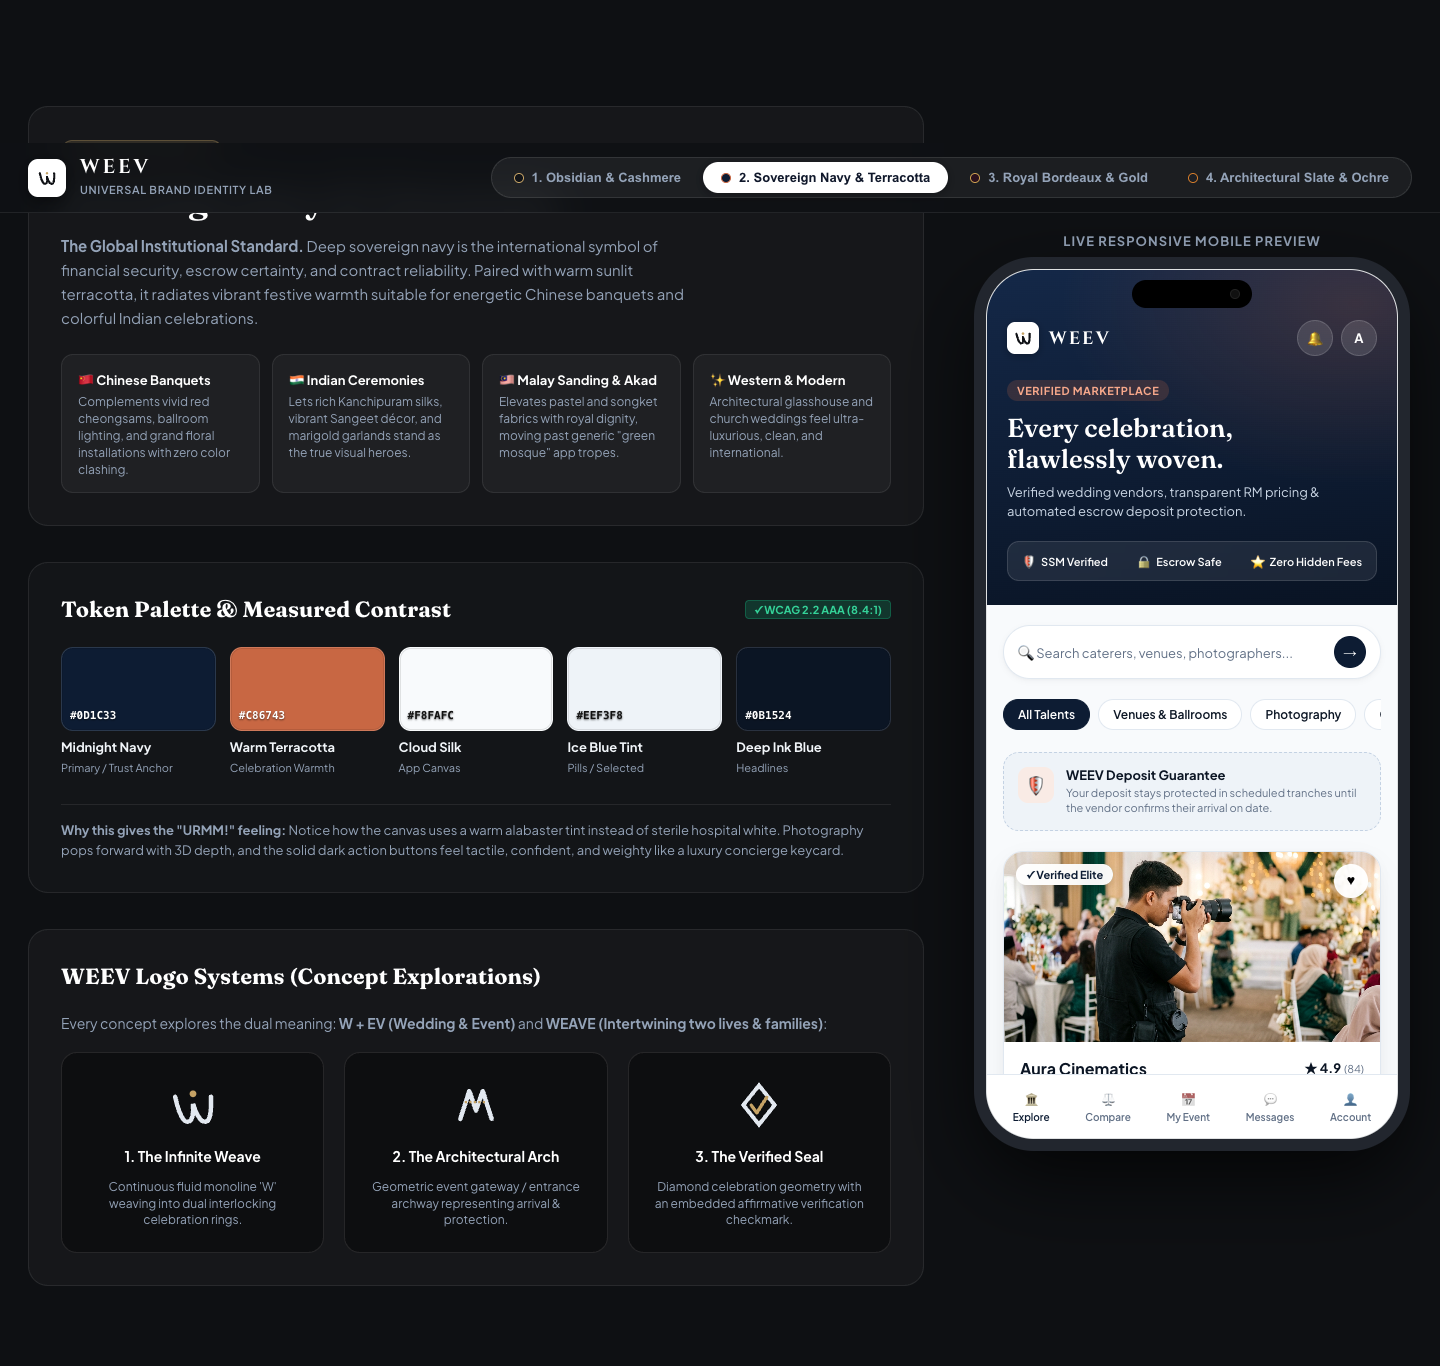 WEEV
UNIVERSAL BRAND IDENTITY LAB
1. Obsidian & Cashmere
2. Sovereign Navy & Terracotta
3. Royal Bordeaux & Gold
4. Architectural Slate & Ochre
The Global Institutional Standard. Deep sovereign navy is the international symbol of
financial security, escrow certainty, and contract reliability. Paired with warm sunlit
terracotta, it radiates vibrant festive warmth suitable for energetic Chinese banquets and
colorful Indian celebrations.
🇨🇳 Chinese Banquets
Complements vivid red
cheongsams, ballroom
lighting, and grand floral
installations with zero color
clashing.
🇮🇳 Indian Ceremonies
Lets rich Kanchipuram silks,
vibrant Sangeet décor, and
marigold garlands stand as
the true visual heroes.
🇲🇾 Malay Sanding & Akad
Elevates pastel and songket
fabrics with royal dignity,
moving past generic "green
mosque" app tropes.
✨ Western & Modern
Architectural glasshouse and
church weddings feel ultra-
luxurious, clean, and
international.
Token Palette & Measured Contrast
✓ WCAG 2.2 AAA (8.4:1)
#0D1C33
Midnight Navy
Primary / Trust Anchor
#C86743
Warm Terracotta
Celebration Warmth
#F8FAFC
Cloud Silk
App Canvas
#EEF3F8
Ice Blue Tint
Pills / Selected
#0B1524
Deep Ink Blue
Headlines
Why this gives the "URMM!" feeling: Notice how the canvas uses a warm alabaster tint instead of sterile hospital white. Photography
pops forward with 3D depth, and the solid dark action buttons feel tactile, confident, and weighty like a luxury concierge keycard.
WEEV Logo Systems (Concept Explorations)
Every concept explores the dual meaning: W + EV (Wedding & Event) and WEAVE (Intertwining two lives & families):
1. The Infinite Weave
Continuous fluid monoline 'W'
weaving into dual interlocking
celebration rings.
2. The Architectural Arch
Geometric event gateway / entrance
archway representing arrival &
protection.
3. The Verified Seal
Diamond celebration geometry with
an embedded affirmative verification
checkmark.
LIVE RESPONSIVE MOBILE PREVIEW
WEEV
A
VERIFIED MARKETPLACE
Every celebration,
flawlessly woven.
Verified wedding vendors, transparent RM pricing &
automated escrow deposit protection.
SSM Verified
Escrow Safe
Zero Hidden Fees
Search caterers, venues, photographers...
→
All Talents
Venues & Ballrooms
Photography
WEEV Deposit Guarantee
Your deposit stays protected in scheduled tranches until
the vendor confirms their arrival on date.
✓ Verified Elite
♥
Aura Cinematics
★ 4.9 (84)
Explore
Compare
My Event
Messages
Account